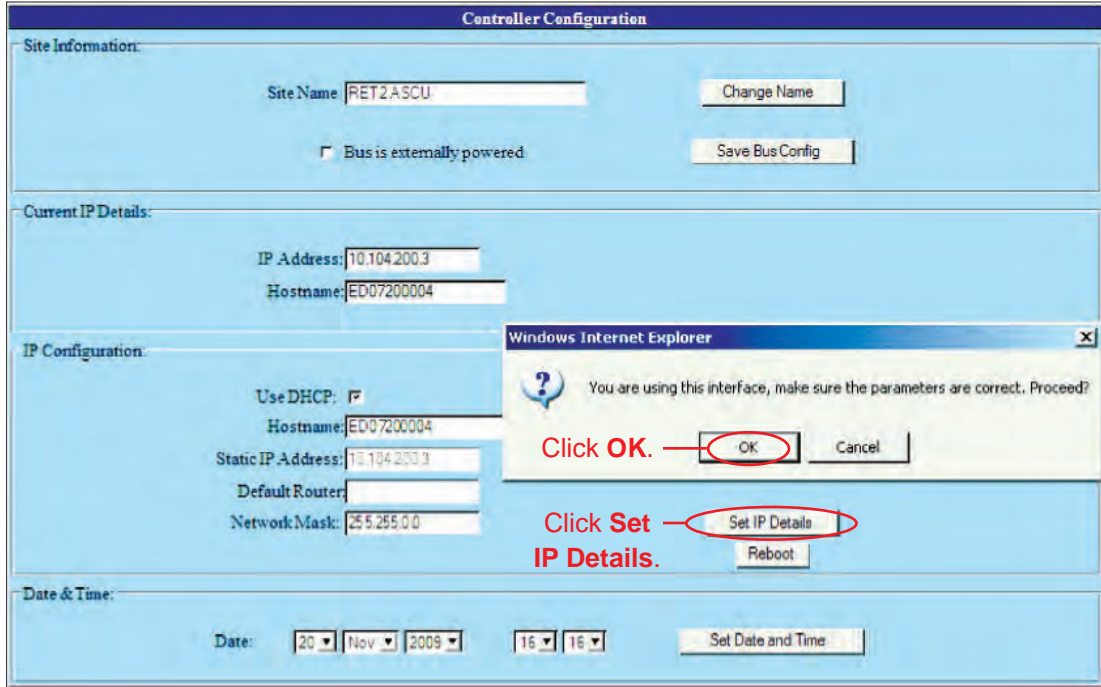 Controller Configuration
Site Information:
Site Name RET2ASCU
Change Name
Bus is externally powered
Save Bus Config
Current IP Details:
IP Address: 10.104.200.3
Hostname: ED07200004
IP Configuration:
Use DHCP:
Hostname: ED07200004
Static IP Address: 10.104.200.3
Default Router:
Network Mask: 255.255.0.0
Windows Internet Explorer
X
?
You are using this interface, make sure the parameters are correct. Proceed?
Click OK.
OK
Cancel
Click Set
IP Details.
Set IP Details
Reboot
Date & Time:
Date: 20 Nov 2009 16 16
Set Date and Time